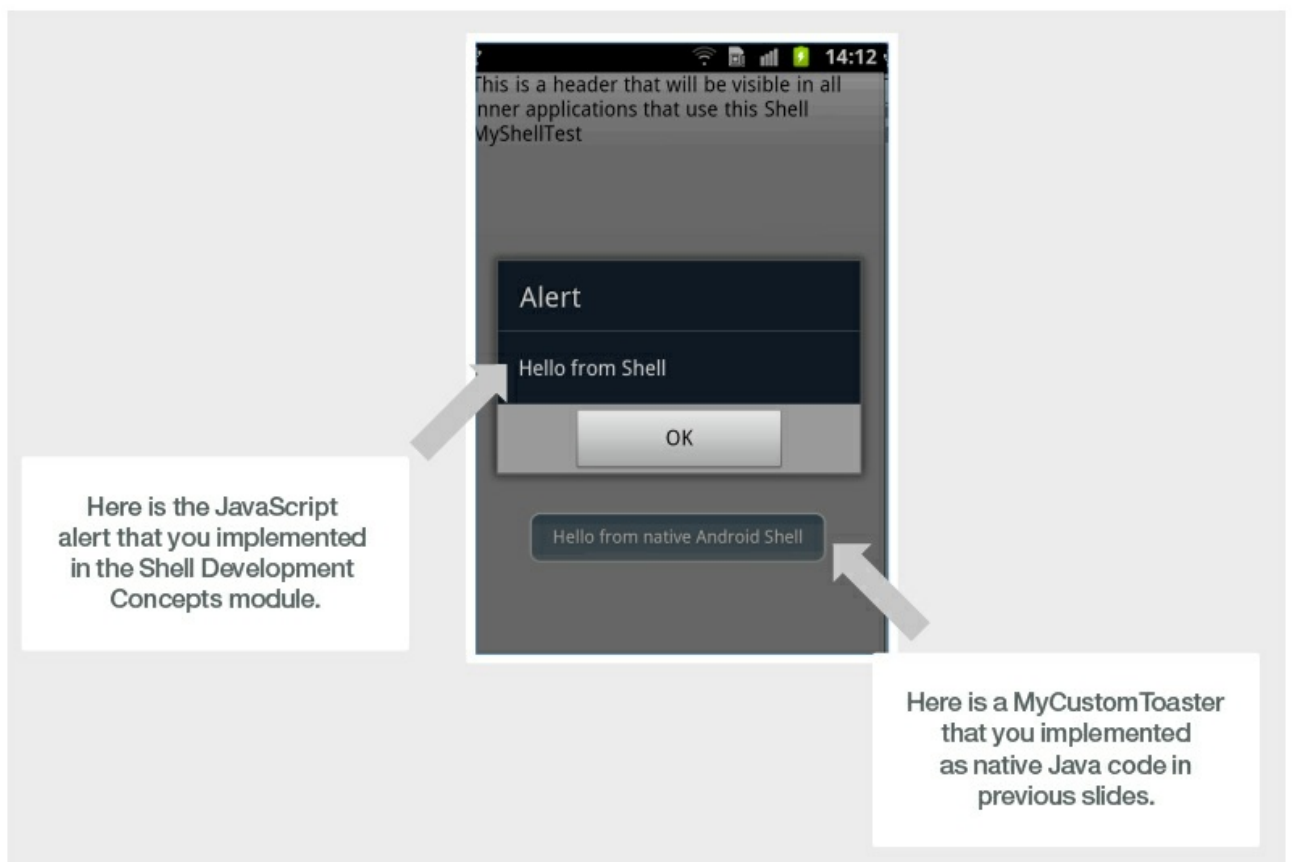 14:12
This is a header that will be visible in all
inner applications that use this Shell
MyShellTest
Alert
Hello from Shell
OK
Hello from native Android Shell
Here is the JavaScript
alert that you implemented
in the Shell Development
Concepts module.
Here is a MyCustomToaster
that you implemented
as native Java code in
previous slides.